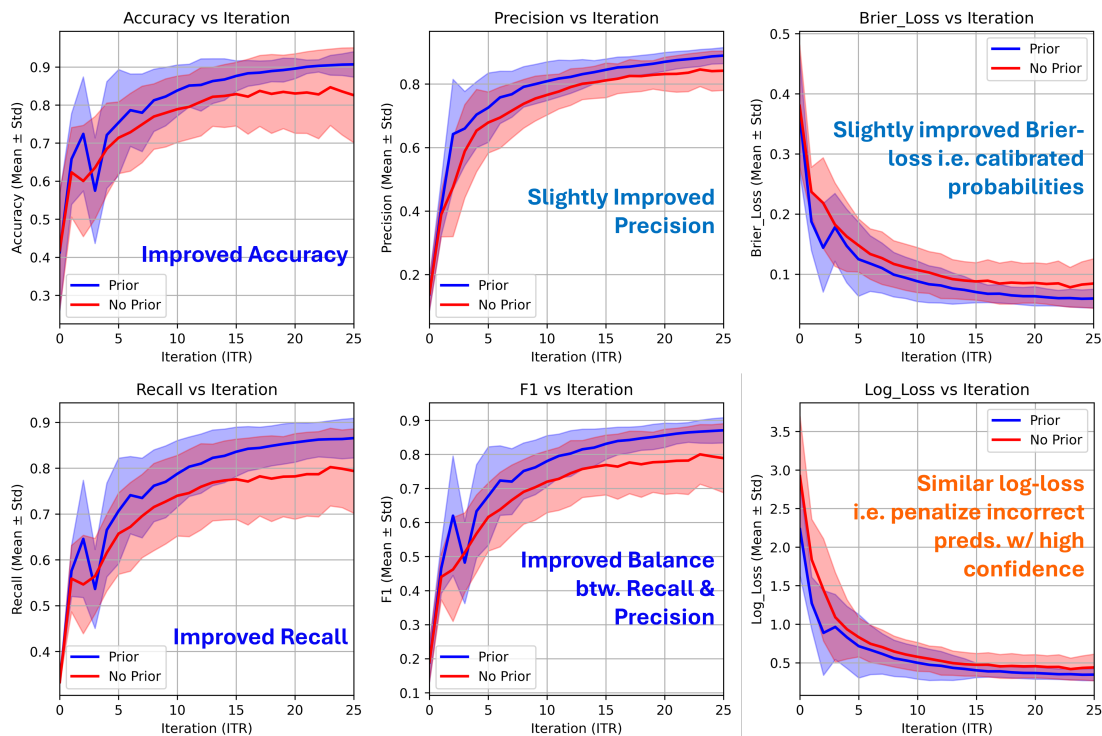 Accuracy vs Iteration
Accuracy (Mean ± Std)
0.9
0.8
0.7
0.6
0.5
0.4
0.3
Improved Accuracy
Prior
No Prior
0 5 10 15 20 25
Iteration (ITR)
Precision vs Iteration
Precision (Mean ± Std)
0.8
0.6
0.4
0.2
Slightly Improved
Precision
Prior
No Prior
0 5 10 15 20 25
Iteration (ITR)
Brier_Loss vs Iteration
Brier_Loss (Mean ± Std)
0.5
0.4
0.3
0.2
0.1
Prior
No Prior
Slightly improved Brier-
loss i.e. calibrated
probabilities
0 5 10 15 20 25
Iteration (ITR)
Recall vs Iteration
Recall (Mean ± Std)
0.9
0.8
0.7
0.6
0.5
0.4
Improved Recall
Prior
No Prior
0 5 10 15 20 25
Iteration (ITR)
F1 vs Iteration
F1 (Mean ± Std)
0.9
0.8
0.7
0.6
0.5
0.4
0.3
0.2
0.1
Improved Balance
btw. Recall &
Precision
Prior
No Prior
0 5 10 15 20 25
Iteration (ITR)
Log_Loss vs Iteration
Log_Loss (Mean ± Std)
3.5
3.0
2.5
2.0
1.5
1.0
0.5
Prior
No Prior
Similar log-loss
i.e. penalize incorrect
preds. w/ high
confidence
0 5 10 15 20 25
Iteration (ITR)